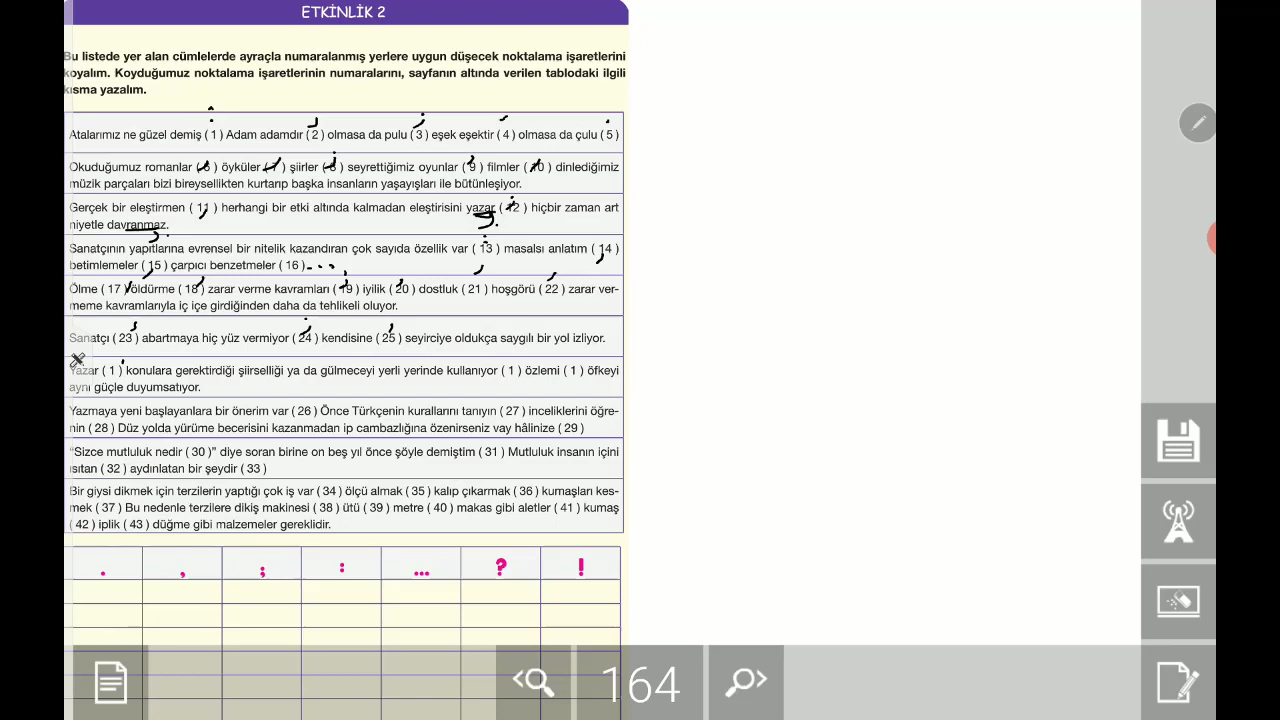 ETKİNLİK 2
Bu listede yer alan cümlelerde ayraçla numaralanmış yerlere uygun düşecek noktalama işaretlerini
koyalım. Koyduğumuz noktalama işaretlerinin numaralarını, sayfanın altında verilen tablodaki ilgili
kısma yazalım.
Atalarımız ne güzel demiş ( 1 ) Adam adamdır ( 2 ) olmasa da pulu ( 3 ) eşek eşektir ( 4 ) olmasa da çulu ( 5 )
Okuduğumuz romanlar ( 6 ) öyküler ( 7 ) şiirler ( 8 ) seyrettiğimiz oyunlar ( 9 ) filmler ( 10 ) dinlediğimiz
müzik parçaları bizi bireysellikten kurtarıp başka insanların yaşayışları ile bütünleşiyor.
Gerçek bir eleştirmen ( 11 ) herhangi bir etki altında kalmadan eleştirisini yazar ( 12 ) hiçbir zaman art
niyetle davranmaz.
Sanatçının yapıtlarına evrensel bir nitelik kazandıran çok sayıda özellik var ( 13 ) masalsı anlatım ( 14 )
betimlemeler ( 15 ) çarpıcı benzetmeler ( 16 ) . . .
Ölme ( 17 ) öldürme ( 18 ) zarar verme kavramları ( 19 ) iyilik ( 20 ) dostluk ( 21 ) hoşgörü ( 22 ) zarar ver-
meme kavramlarıyla iç içe girdiğinden daha da tehlikeli oluyor.
Sanatçı ( 23 ) abartmaya hiç yüz vermiyor ( 24 ) kendisine ( 25 ) seyirciye oldukça saygılı bir yol izliyor.
Yazar ( 1 ) konulara gerektirdiği şiirselliği ya da gülmeceyi yerli yerinde kullanıyor ( 1 ) özlemi ( 1 ) öfkeyi
aynı güçle duyumsatıyor.
Yazmaya yeni başlayanlara bir önerim var ( 26 ) Önce Türkçenin kurallarını tanıyın ( 27 ) inceliklerini öğre-
nin ( 28 ) Düz yolda yürüme becerisini kazanmadan ip cambazlığına özenirseniz vay hâlinize ( 29 )
“Sizce mutluluk nedir ( 30 )” diye soran birine on beş yıl önce şöyle demiştim ( 31 ) Mutluluk insanın içini
ısıtan ( 32 ) aydınlatan bir şeydir ( 33 )
Bir giysi dikmek için terzilerin yaptığı çok iş var ( 34 ) ölçü almak ( 35 ) kalıp çıkarmak ( 36 ) kumaşları kes-
mek ( 37 ) Bu nedenle terzilere dikiş makinesi ( 38 ) ütü ( 39 ) metre ( 40 ) makas gibi aletler ( 41 ) kumaş
( 42 ) iplik ( 43 ) düğme gibi malzemeler gereklidir.
. , ; : ... ? !
164